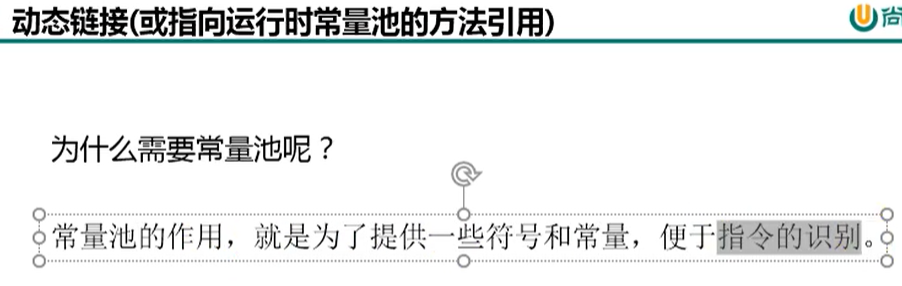 动态链接(或指向运行时常量池的方法引用)
尚
为什么需要常量池呢？
常量池的作用，就是为了提供一些符号和常量，便于指令的识别。